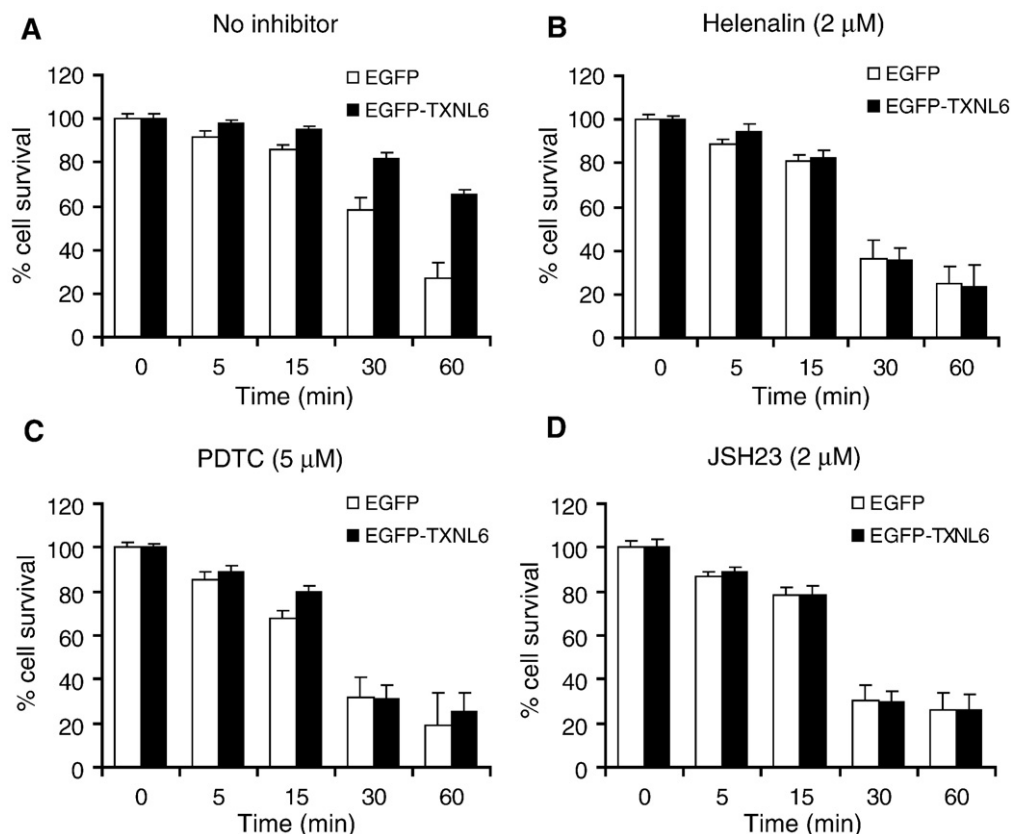 A
No inhibitor
EGFP
EGFP-TXNL6
% cell survival
120
100
80
60
40
20
0
0 5 15 30 60
Time (min)
B
Helenalin (2 μM)
EGFP
EGFP-TXNL6
% cell survival
120
100
80
60
40
20
0
0 5 15 30 60
Time (min)
C
PDTC (5 μM)
EGFP
EGFP-TXNL6
% cell survival
120
100
80
60
40
20
0
0 5 15 30 60
Time (min)
D
JSH23 (2 μM)
EGFP
EGFP-TXNL6
% cell survival
120
100
80
60
40
20
0
0 5 15 30 60
Time (min)